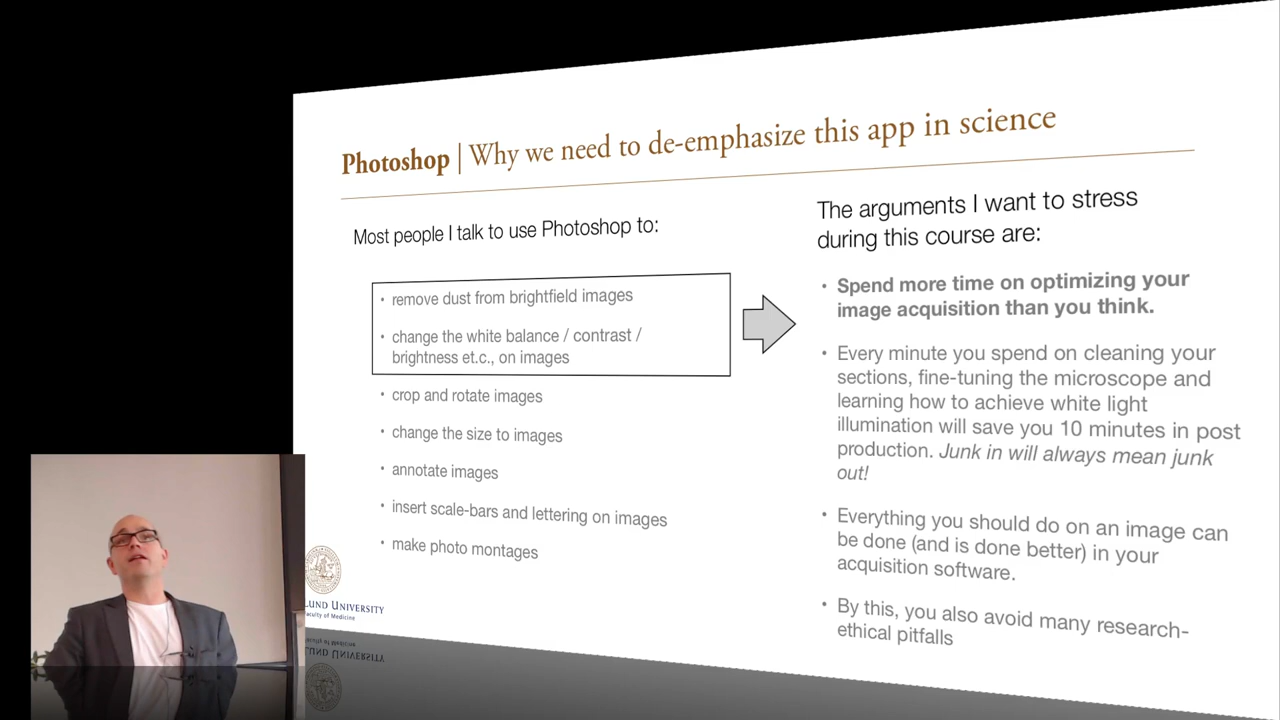 Photoshop | Why we need to de-emphasize this app in science
Most people I talk to use Photoshop to:
• remove dust from brightfield images
• change the white balance / contrast /
brightness et.c., on images
• crop and rotate images
• change the size to images
• annotate images
• insert scale-bars and lettering on images
• make photo montages
The arguments I want to stress
during this course are:
• Spend more time on optimizing your
image acquisition than you think.
• Every minute you spend on cleaning your
sections, fine-tuning the microscope and
learning how to achieve white light
illumination will save you 10 minutes in post
production. Junk in will always mean junk
out!
• Everything you should do on an image can
be done (and is done better) in your
acquisition software.
• By this, you also avoid many research-
ethical pitfalls
LUND UNIVERSITY
Faculty of Medicine